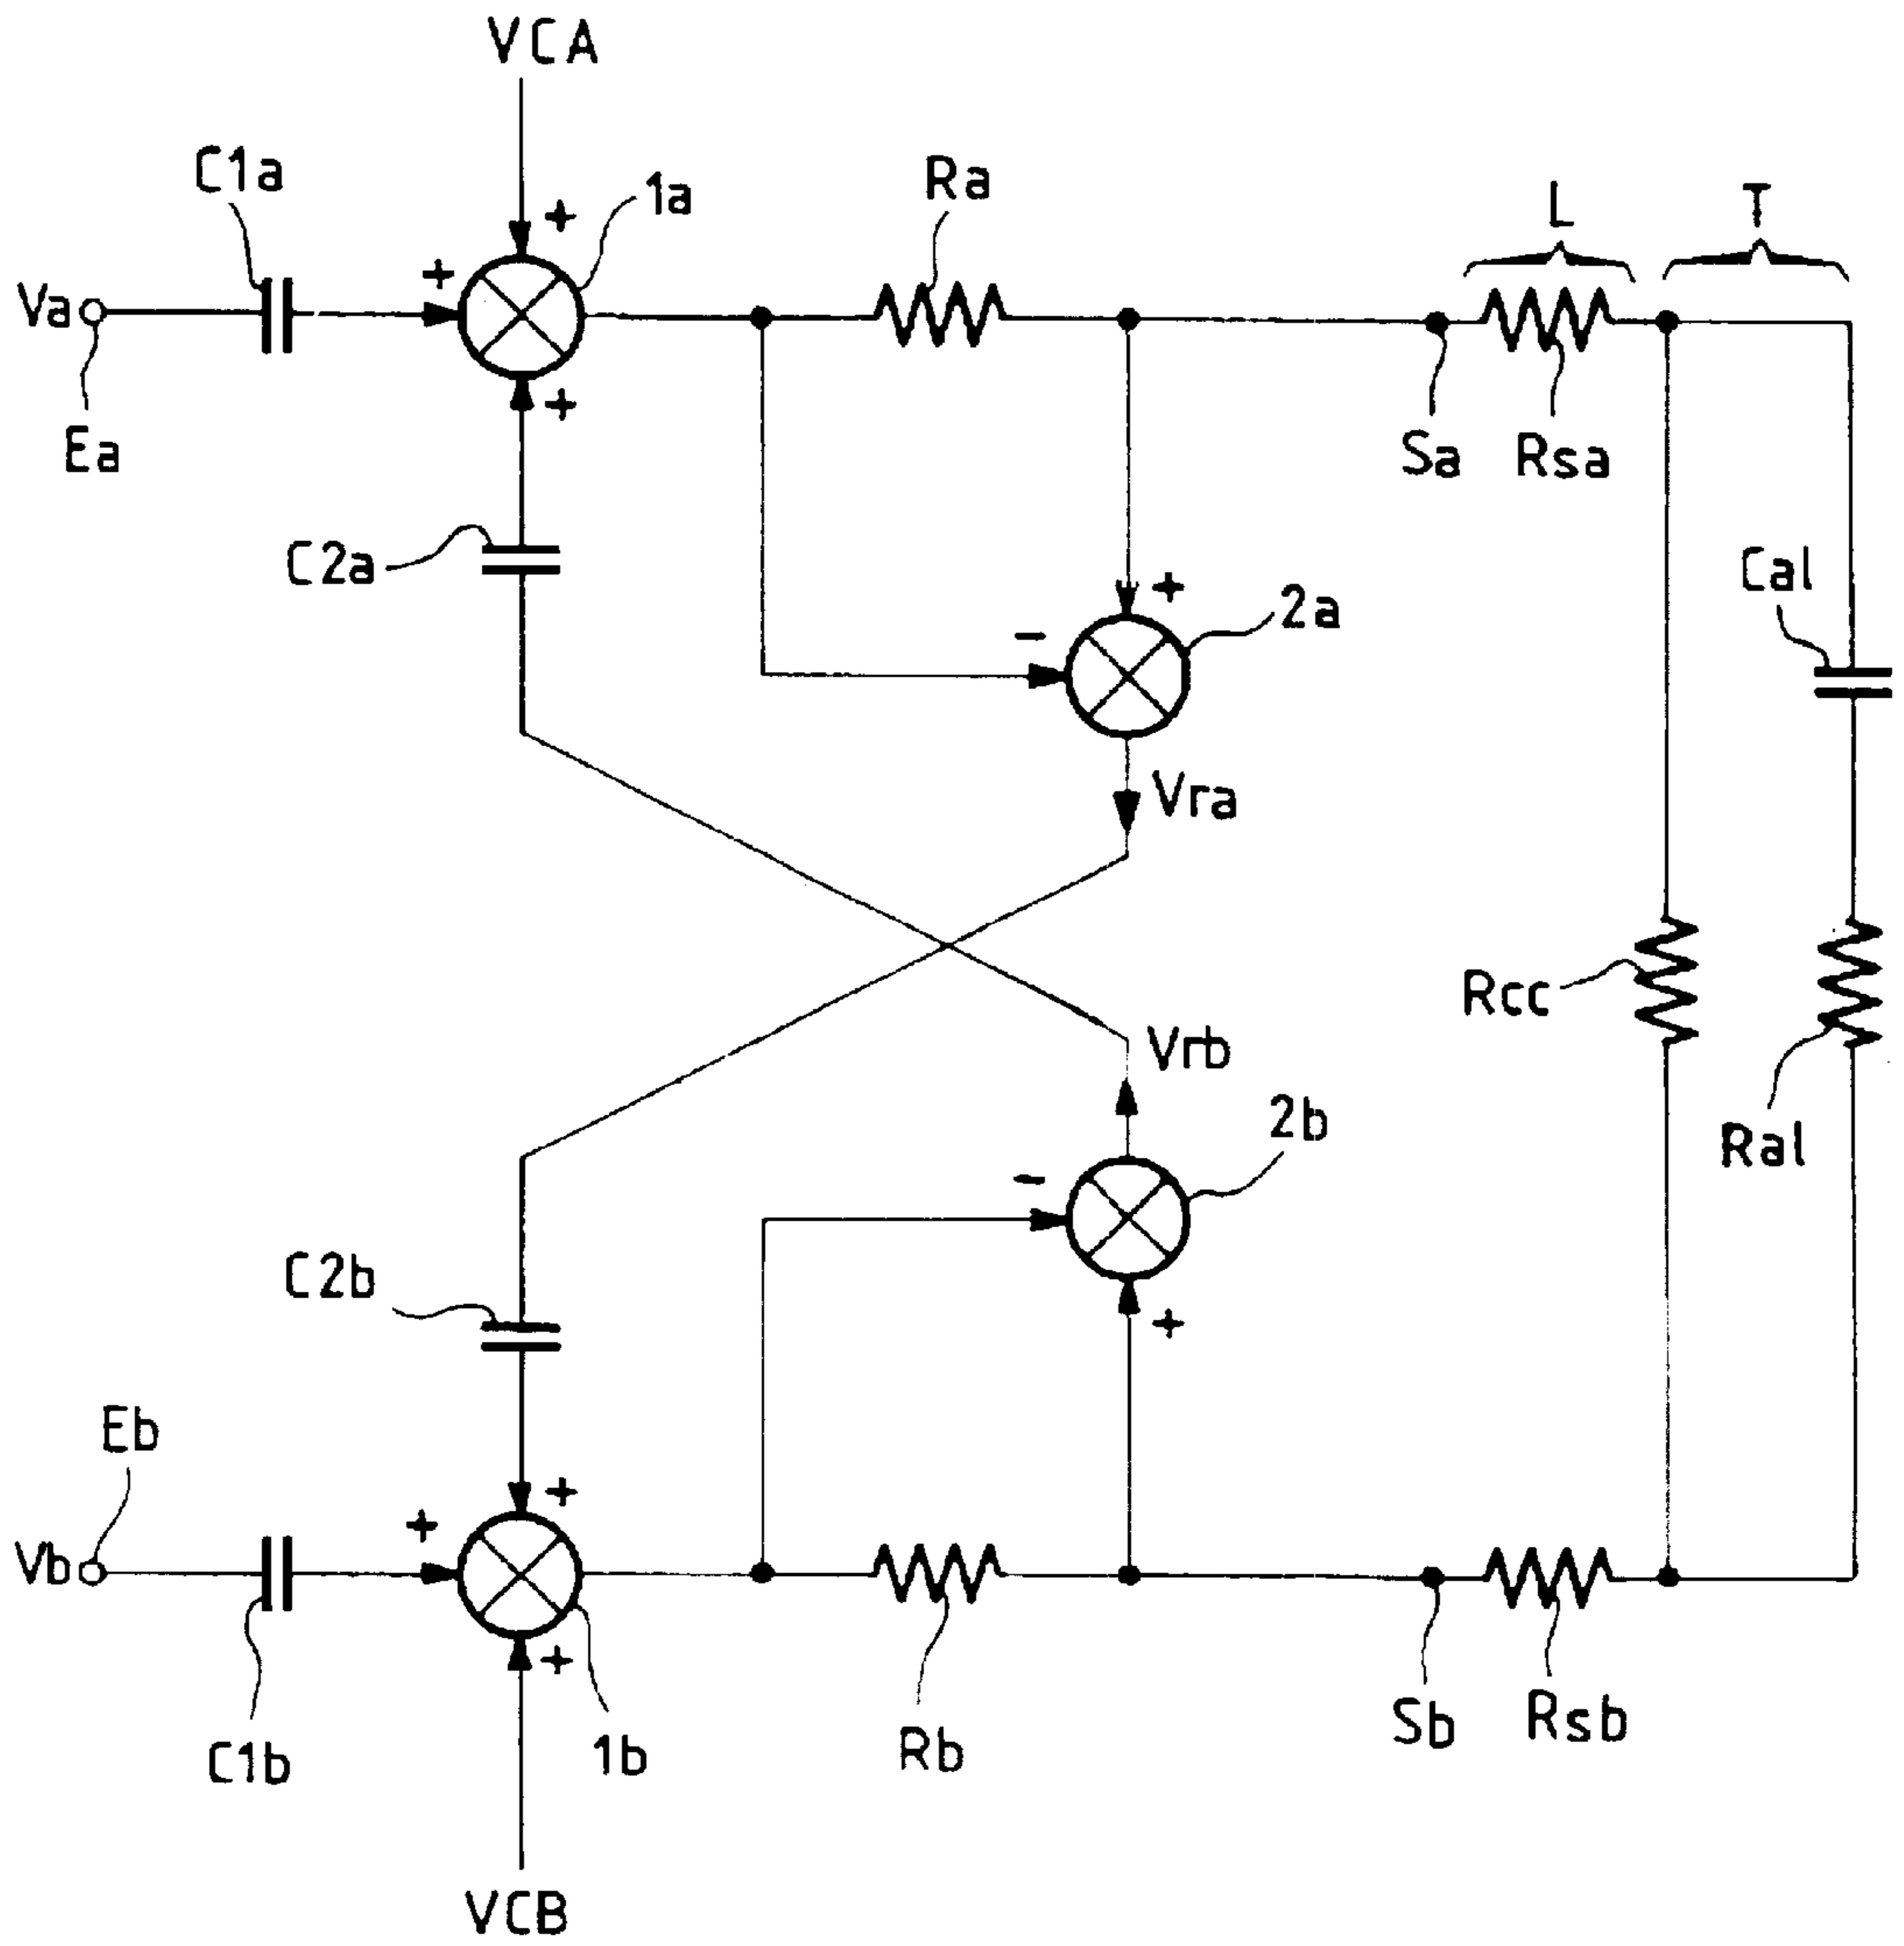 VCA
C1a
+
1a
Ra
L
T
+
Va
Ea
+
Sa
Rsa
C2a
Cal
+
2a
-
Vra
Rcc
Vrb
2b
Ral
-
C2b
+
Eb
+
+
Vb
+
C1b
1b
Rb
Sb
Rsb
VCB